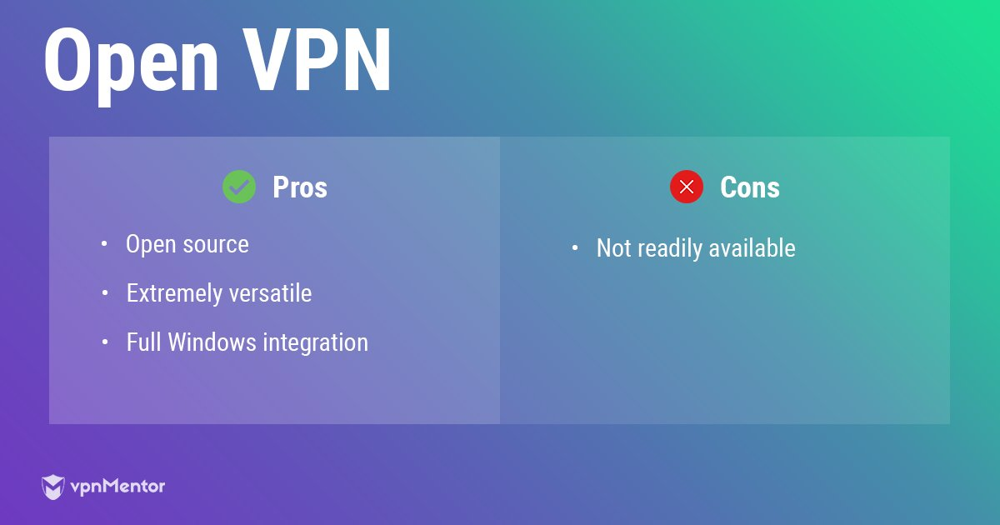 Open VPN
Pros
• Open source
• Extremely versatile
• Full Windows integration
Cons
• Not readily available
vpnMentor